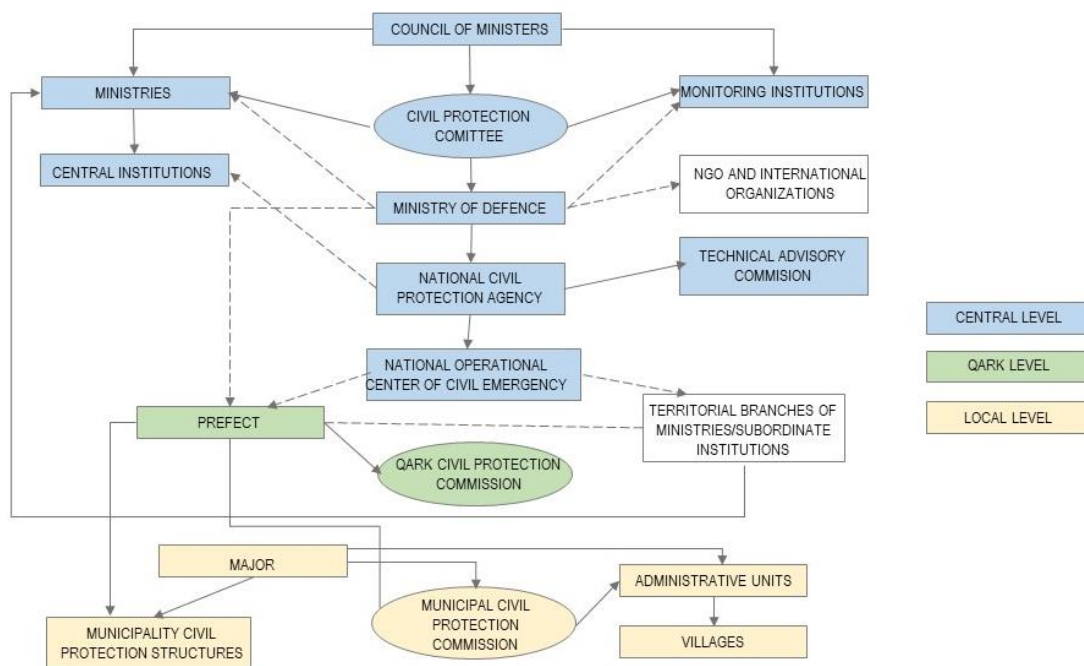 COUNCIL OF MINISTERS
MINISTRIES
MONITORING INSTITUTIONS
CIVIL PROTECTION
COMITTEE
CENTRAL INSTITUTIONS
NGO AND INTERNATIONAL
ORGANIZATIONS
MINISTRY OF DEFENCE
TECHNICAL ADVISORY
COMMISION
NATIONAL CIVIL
PROTECTION AGENCY
CENTRAL LEVEL
NATIONAL OPERATIONAL
CENTER OF CIVIL EMERGENCY
QARK LEVEL
PREFECT
TERRITORIAL BRANCHES OF
MINISTRIES/SUBORDINATE
INSTITUTIONS
LOCAL LEVEL
QARK CIVIL PROTECTION
COMMISSION
MAJOR
ADMINISTRATIVE UNITS
MUNICIPAL CIVIL
PROTECTION
COMMISSION
MUNICIPALITY CIVIL
PROTECTION STRUCTURES
VILLAGES